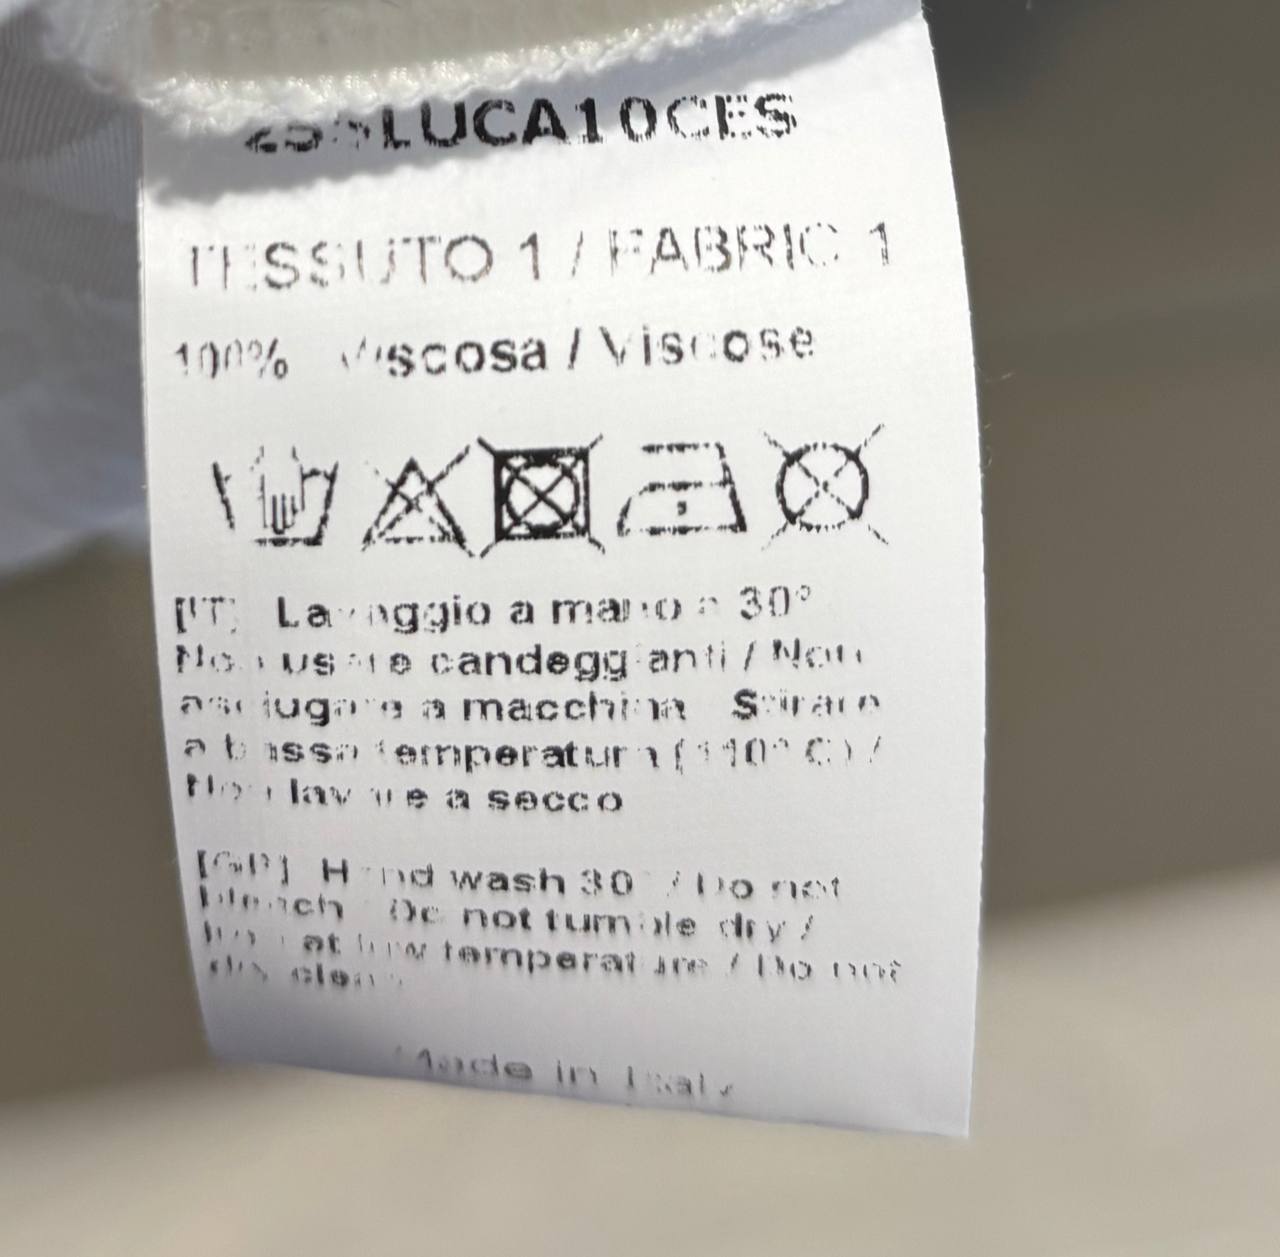 TESSUTO 1 / FABRIC 1
100% Viscosa / Viscose
[IT] Lavaggio a mano a 30°
Non usare candeggianti / Non
asciugare a macchina Stirare
a bassa temperatura (110° C) /
Non lavare a secco
[GB] Hand wash 30° / Do not
bleach Do not tumble dry /
Iron at low temperature / Do not
dry clean
Made in Italy